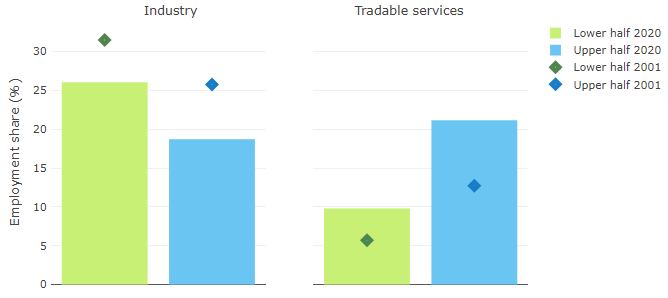 Industry
Tradable services
Lower half 2020
Upper half 2020
Lower half 2001
Upper half 2001
Employment share (%)
30
25
20
15
10
5
0